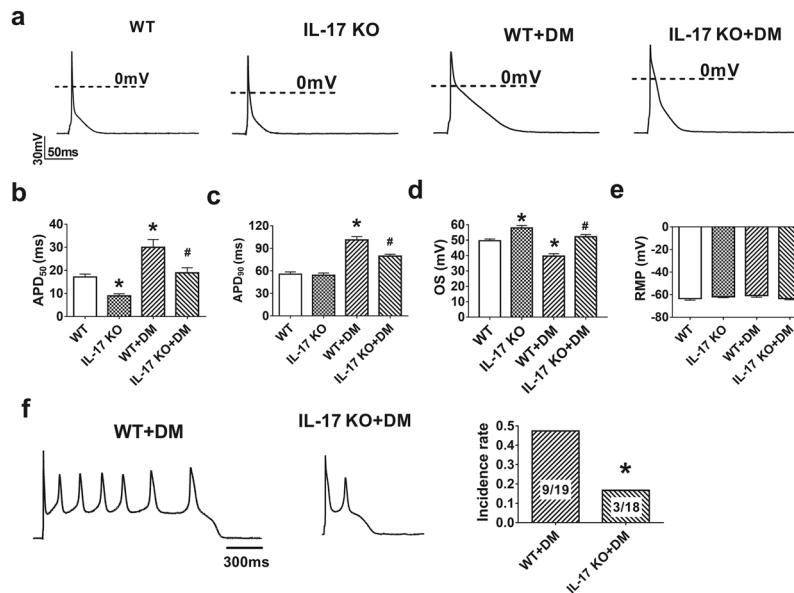 a
WT
IL-17 KO
WT+DM
IL-17 KO+DM
0mV
0mV
0mV
0mV
30mV
50ms
b
APD50 (ms)
40
30
20
10
0
*
*
#
WT
IL-17 KO
WT+DM
IL-17 KO+DM
c
APD90 (ms)
120
90
60
30
0
*
#
WT
IL-17 KO
WT+DM
IL-17 KO+DM
d
OS (mV)
60
50
40
30
20
10
0
*
*
#
WT
IL-17 KO
WT+DM
IL-17 KO+DM
e
RMP (mV)
0
-20
-40
-60
-80
WT
IL-17 KO
WT+DM
IL-17 KO+DM
f
WT+DM
IL-17 KO+DM
300ms
Incidence rate
0.5
0.4
0.3
0.2
0.1
0.0
9/19
*
3/18
WT+DM
IL-17 KO+DM